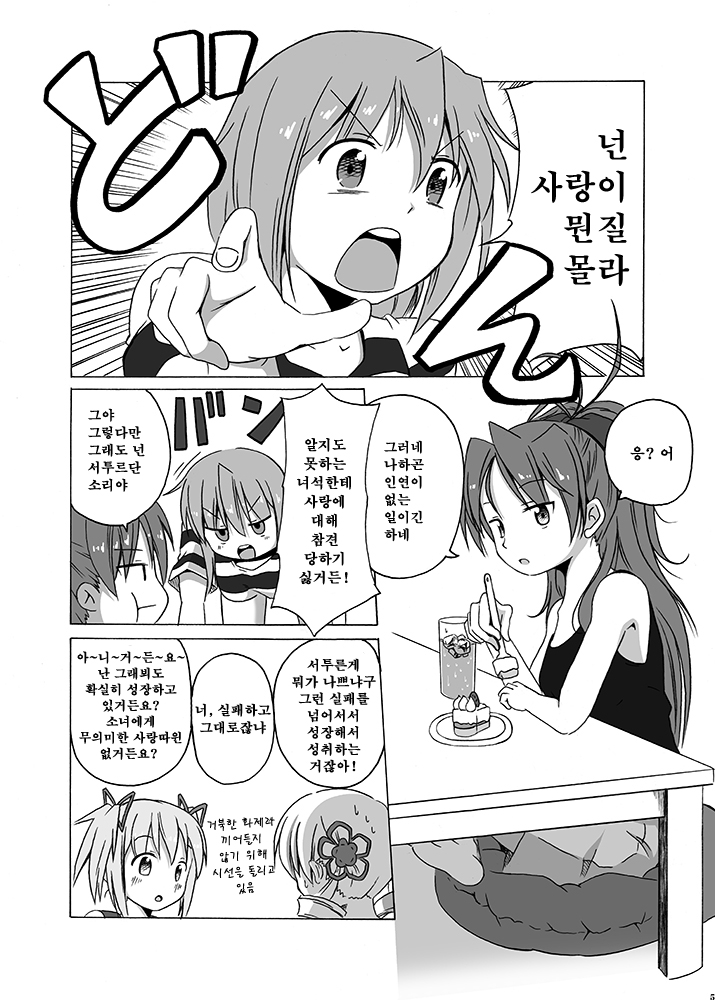 どん
넌
사랑이
뭔질
몰라
응? 어
그러네
나하곤
인연이
없는
일이긴
하네
バン
알지도
못하는
녀석한테
사랑에
대해
참견
당하기
싫거든!
그야
그렇다만
그래도 넌
서투르단
소리야
서투른게
뭐가 나쁘냐구
그런 실패를
넘어서서
성장해서
성취하는
거잖아!
너, 실패하고
그대로잖냐
아~니~거~든~요~
난 그래뵈도
확실히 성장하고
있거든요?
소녀에게
무의미한 사랑따윈
없거든요?
거북한 화제라
끼어들지
않기 위해
시선을 돌리고
있음
5